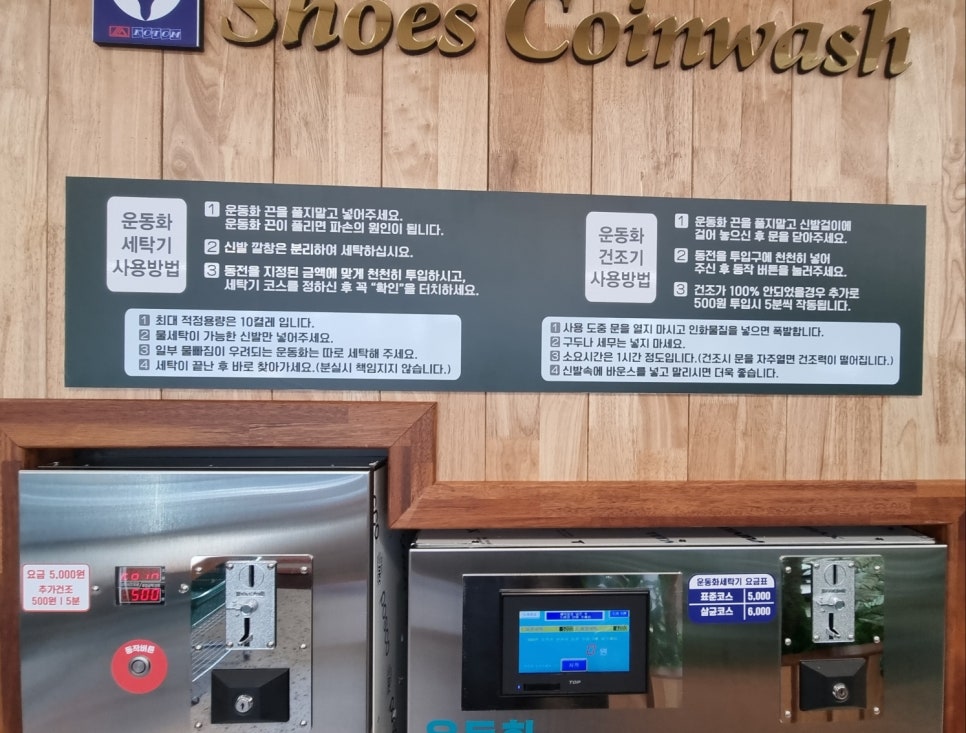 KOTOM
Shoes Coinwash
운동화
세탁기
사용방법
1 운동화 끈을 풀지말고 넣어주세요.
운동화 끈이 풀리면 파손의 원인이 됩니다.
2 신발 깔창은 분리하여 세탁하십시요.
3 동전을 지정된 금액에 맞게 천천히 투입하시고,
세탁기 코스를 정하신 후 꼭 "확인"을 터치하세요.
1 최대 적정용량은 10켤레 입니다.
2 물세탁이 가능한 신발만 넣어주세요.
3 일부 물빠짐이 우려되는 운동화는 따로 세탁해 주세요.
4 세탁이 끝난 후 바로 찾아가세요.(분실시 책임지지 않습니다.)
운동화
건조기
사용방법
1 운동화 끈을 풀지말고 신발걸이에
걸어 놓으신 후 문을 닫아주세요.
2 동전을 투입구에 천천히 넣어
주신 후 동작 버튼을 눌러주세요.
3 건조가 100% 안되었을경우 추가로
500원 투입시 5분씩 작동됩니다.
1 사용 도중 문을 열지 마시고 인화물질을 넣으면 폭발합니다.
2 구두나 세무는 넣지 마세요.
3 소요시간은 1시간 정도입니다.(건조시 문을 자주열면 건조력이 떨어집니다.)
4 신발속에 바운스를 넣고 말리시면 더욱 좋습니다.
요금 5,000원
추가건조
500원 | 5분
500
동작버튼
운동화세탁기 요금표
표준코스 5,000
살균코스 6,000
TOP